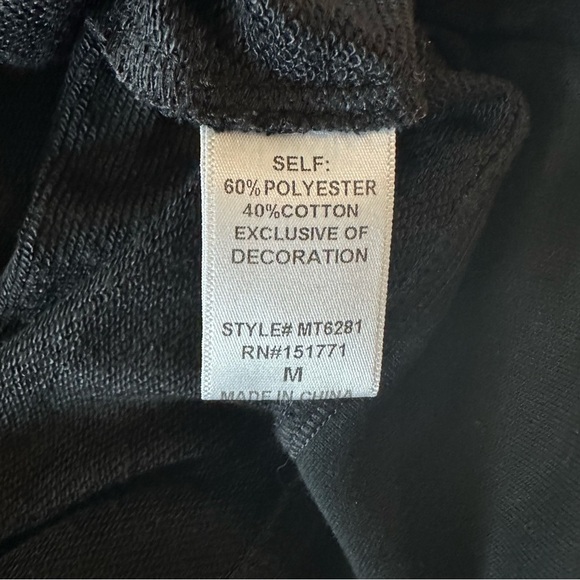 SELF:
60%POLYESTER
40%COTTON
EXCLUSIVE OF
DECORATION
STYLE# MT6281
RN#151771
M
MADE IN CHINA